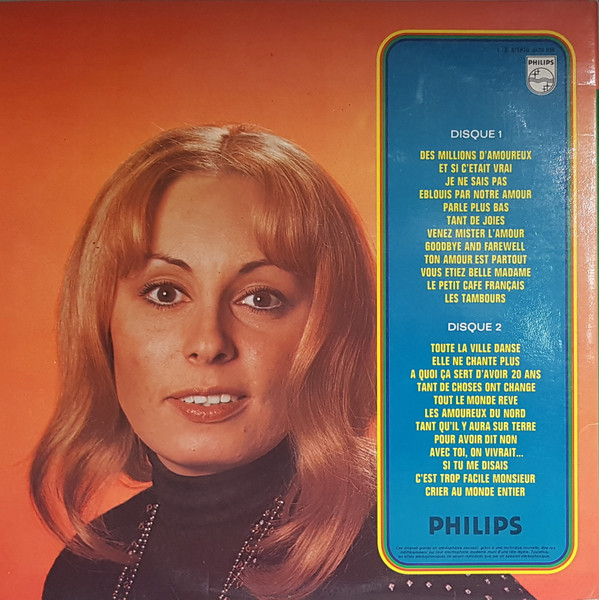 PHILIPS
DISQUE 1
DES MILLIONS D'AMOUREUX
ET SI C'ETAIT VRAI
JE NE SAIS PAS
EBLOUIS PAR NOTRE AMOUR
PARLE PLUS BAS
TANT DE JOIES
VENEZ MISTER L'AMOUR
GOODBYE AND FAREWELL
TON AMOUR EST PARTOUT
VOUS ETIEZ BELLE MADAME
LE PETIT CAFE FRANÇAIS
LES TAMBOURS
DISQUE 2
TOUTE LA VILLE DANSE
ELLE NE CHANTE PLUS
A QUOI ÇA SERT D'AVOIR 20 ANS
TANT DE CHOSES ONT CHANGE
TOUT LE MONDE REVE
LES AMOUREUX DU NORD
TANT QU'IL Y AURA SUR TERRE
POUR AVOIR DIT NON
AVEC TOI, ON VIVRAIT...
SI TU ME DISAIS
C'EST TROP FACILE MONSIEUR
CRIER AU MONDE ENTIER
PHILIPS